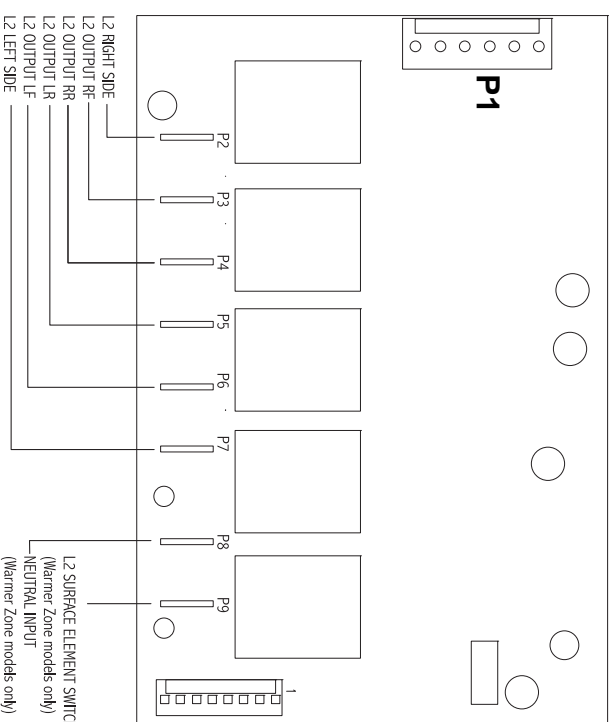 P1
P2
P3
P4
P5
P6
P7
P8
P9
1
L2 RIGHT SIDE
L2 OUTPUT RF
L2 OUTPUT RR
L2 OUTPUT LR
L2 OUTPUT LF
L2 LEFT SIDE
L2 SURFACE ELEMENT
(Warmer Zone models only)
NEUTRAL INPUT
(Warmer Zone models only)